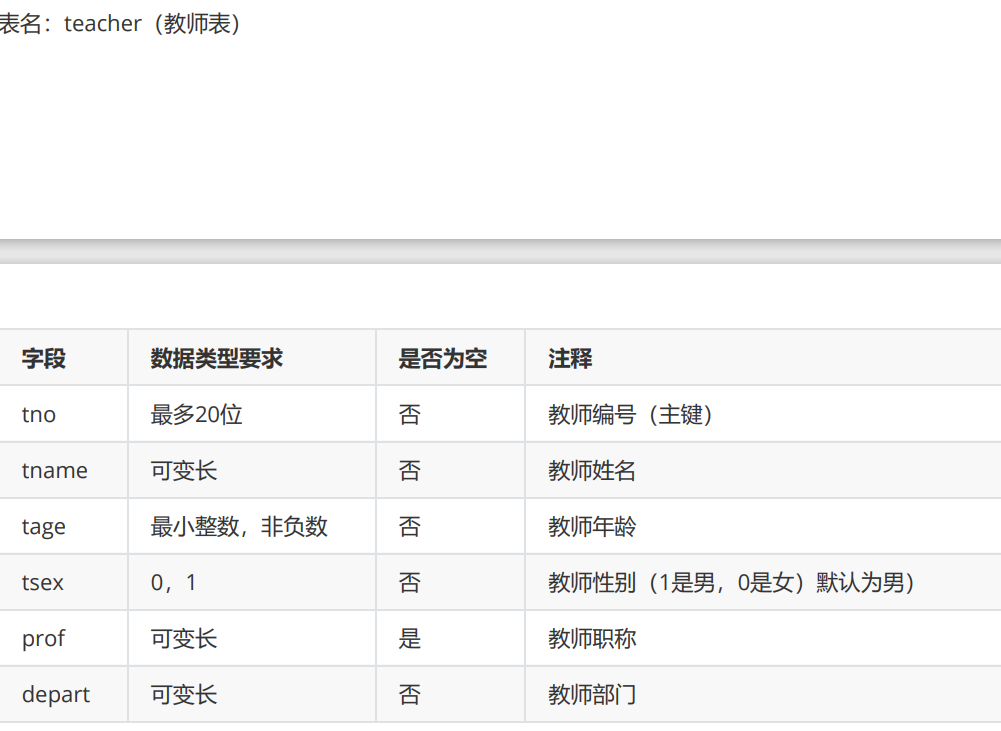 表名：teacher（教师表）
字段 数据类型要求 是否为空 注释
tno 最多20位 否 教师编号（主键）
tname 可变长 否 教师姓名
tage 最小整数，非负数 否 教师年龄
tsex 0，1 否 教师性别（1是男，0是女）默认为男）
prof 可变长 是 教师职称
depart 可变长 否 教师部门